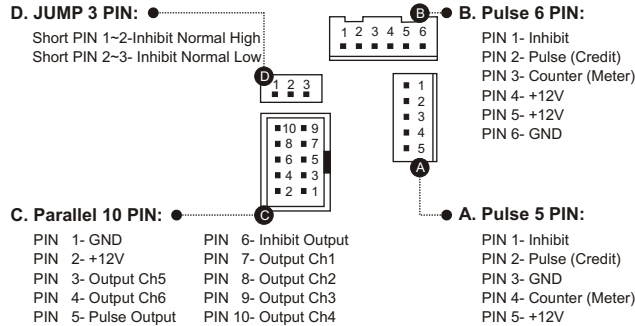 D. JUMP 3 PIN:
Short PIN 1~2-Inhibit Normal High
Short PIN 2~3- Inhibit Normal Low
D
1 2 3
B
1 2 3 4 5 6
B. Pulse 6 PIN:
PIN 1- Inhibit
PIN 2- Pulse (Credit)
PIN 3- Counter (Meter)
PIN 4- +12V
PIN 5- +12V
PIN 6- GND
1
2
3
4
5
A
10 9
8 7
6 5
4 3
2 1
C
C. Parallel 10 PIN:
PIN 1- GND
PIN 2- +12V
PIN 3- Output Ch5
PIN 4- Output Ch6
PIN 5- Pulse Output
PIN 6- Inhibit Output
PIN 7- Output Ch1
PIN 8- Output Ch2
PIN 9- Output Ch3
PIN 10- Output Ch4
A. Pulse 5 PIN:
PIN 1- Inhibit
PIN 2- Pulse (Credit)
PIN 3- GND
PIN 4- Counter (Meter)
PIN 5- +12V